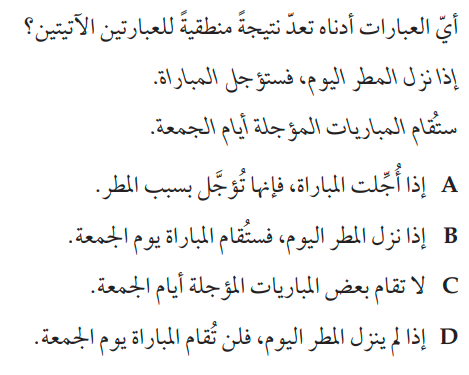 أيّ العبارات أدناه تعدّ نتيجةً منطقيةً للعبارتين الآتيتين؟
إذا نزل المطر اليوم، فستؤجل المباراة.
ستُقام المباريات المؤجلة أيام الجمعة.
A إذا أُجِّلت المباراة، فإنها تُؤجَّل بسبب المطر.
B إذا نزل المطر اليوم، فستُقام المباراة يوم الجمعة.
C لا تقام بعض المباريات المؤجلة أيام الجمعة.
D إذا لم ينزل المطر اليوم، فلن تُقام المباراة يوم الجمعة.